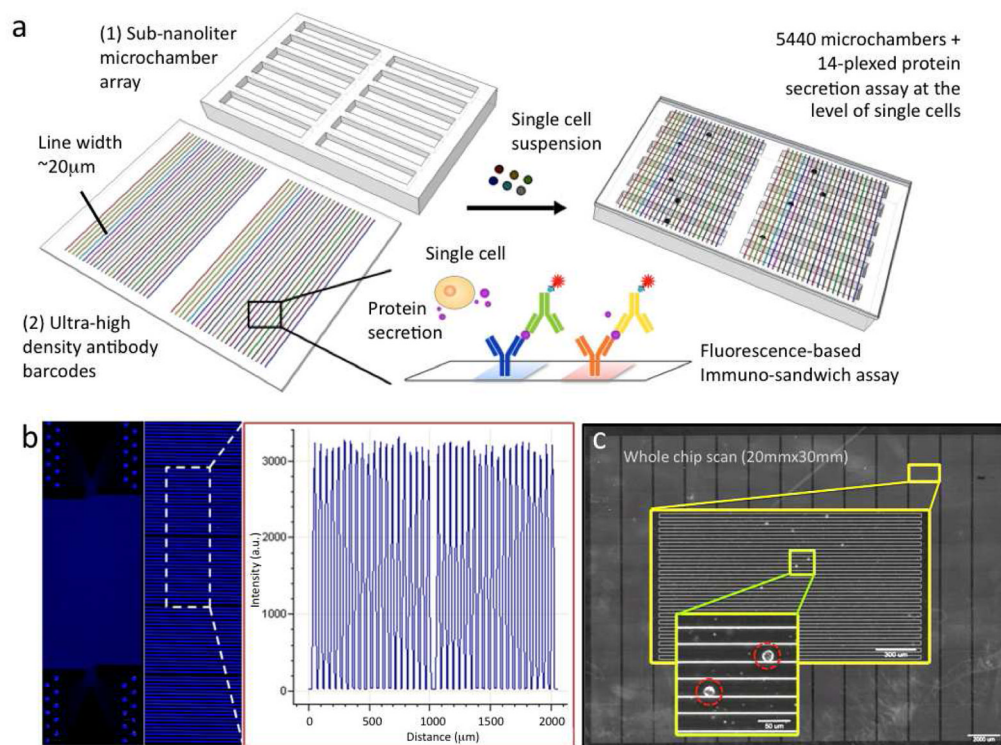 a
(1) Sub-nanoliter
microchamber
array
Line width
~20μm
(2) Ultra-high
density antibody
barcodes
Single cell
suspension
5440 microchambers +
14-plexed protein
secretion assay at the
level of single cells
Single cell
Protein
secretion
Fluorescence-based
Immuno-sandwich assay
b
Intensity (a.u.)
3000
2000
1000
0
0
500
1000
1500
2000
Distance (μm)
c
Whole chip scan (20mmx30mm)
300 um
50 um
2000 um